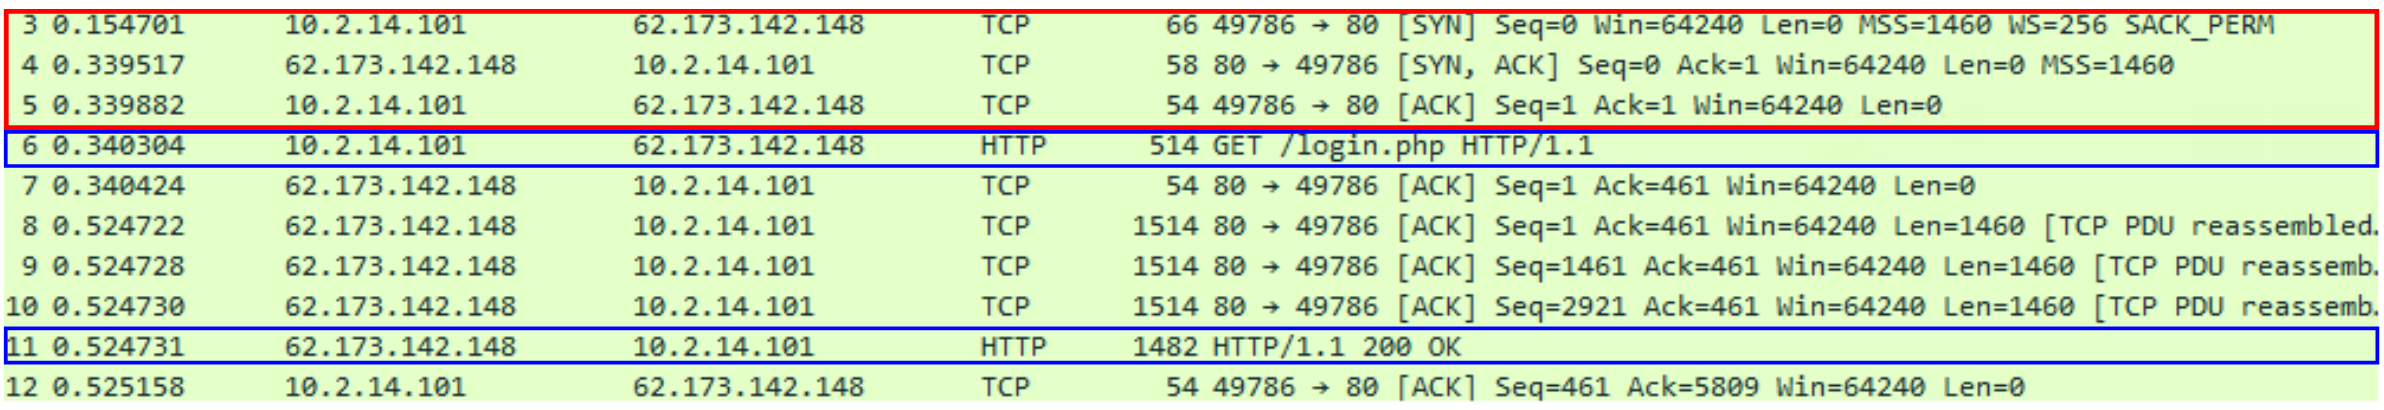 3 0.154701 10.2.14.101 62.173.142.148 TCP 66 49786 → 80 [SYN] Seq=0 Win=64240 Len=0 MSS=1460 WS=256 SACK_PERM
4 0.339517 62.173.142.148 10.2.14.101 TCP 58 80 → 49786 [SYN, ACK] Seq=0 Ack=1 Win=64240 Len=0 MSS=1460
5 0.339882 10.2.14.101 62.173.142.148 TCP 54 49786 → 80 [ACK] Seq=1 Ack=1 Win=64240 Len=0
6 0.340304 10.2.14.101 62.173.142.148 HTTP 514 GET /login.php HTTP/1.1
7 0.340424 62.173.142.148 10.2.14.101 TCP 54 80 → 49786 [ACK] Seq=1 Ack=461 Win=64240 Len=0
8 0.524722 62.173.142.148 10.2.14.101 TCP 1514 80 → 49786 [ACK] Seq=1 Ack=461 Win=64240 Len=1460 [TCP PDU reassembled.
9 0.524728 62.173.142.148 10.2.14.101 TCP 1514 80 → 49786 [ACK] Seq=1461 Ack=461 Win=64240 Len=1460 [TCP PDU reassemb.
10 0.524730 62.173.142.148 10.2.14.101 TCP 1514 80 → 49786 [ACK] Seq=2921 Ack=461 Win=64240 Len=1460 [TCP PDU reassemb.
11 0.524731 62.173.142.148 10.2.14.101 HTTP 1482 HTTP/1.1 200 OK
12 0.525158 10.2.14.101 62.173.142.148 TCP 54 49786 → 80 [ACK] Seq=461 Ack=5809 Win=64240 Len=0